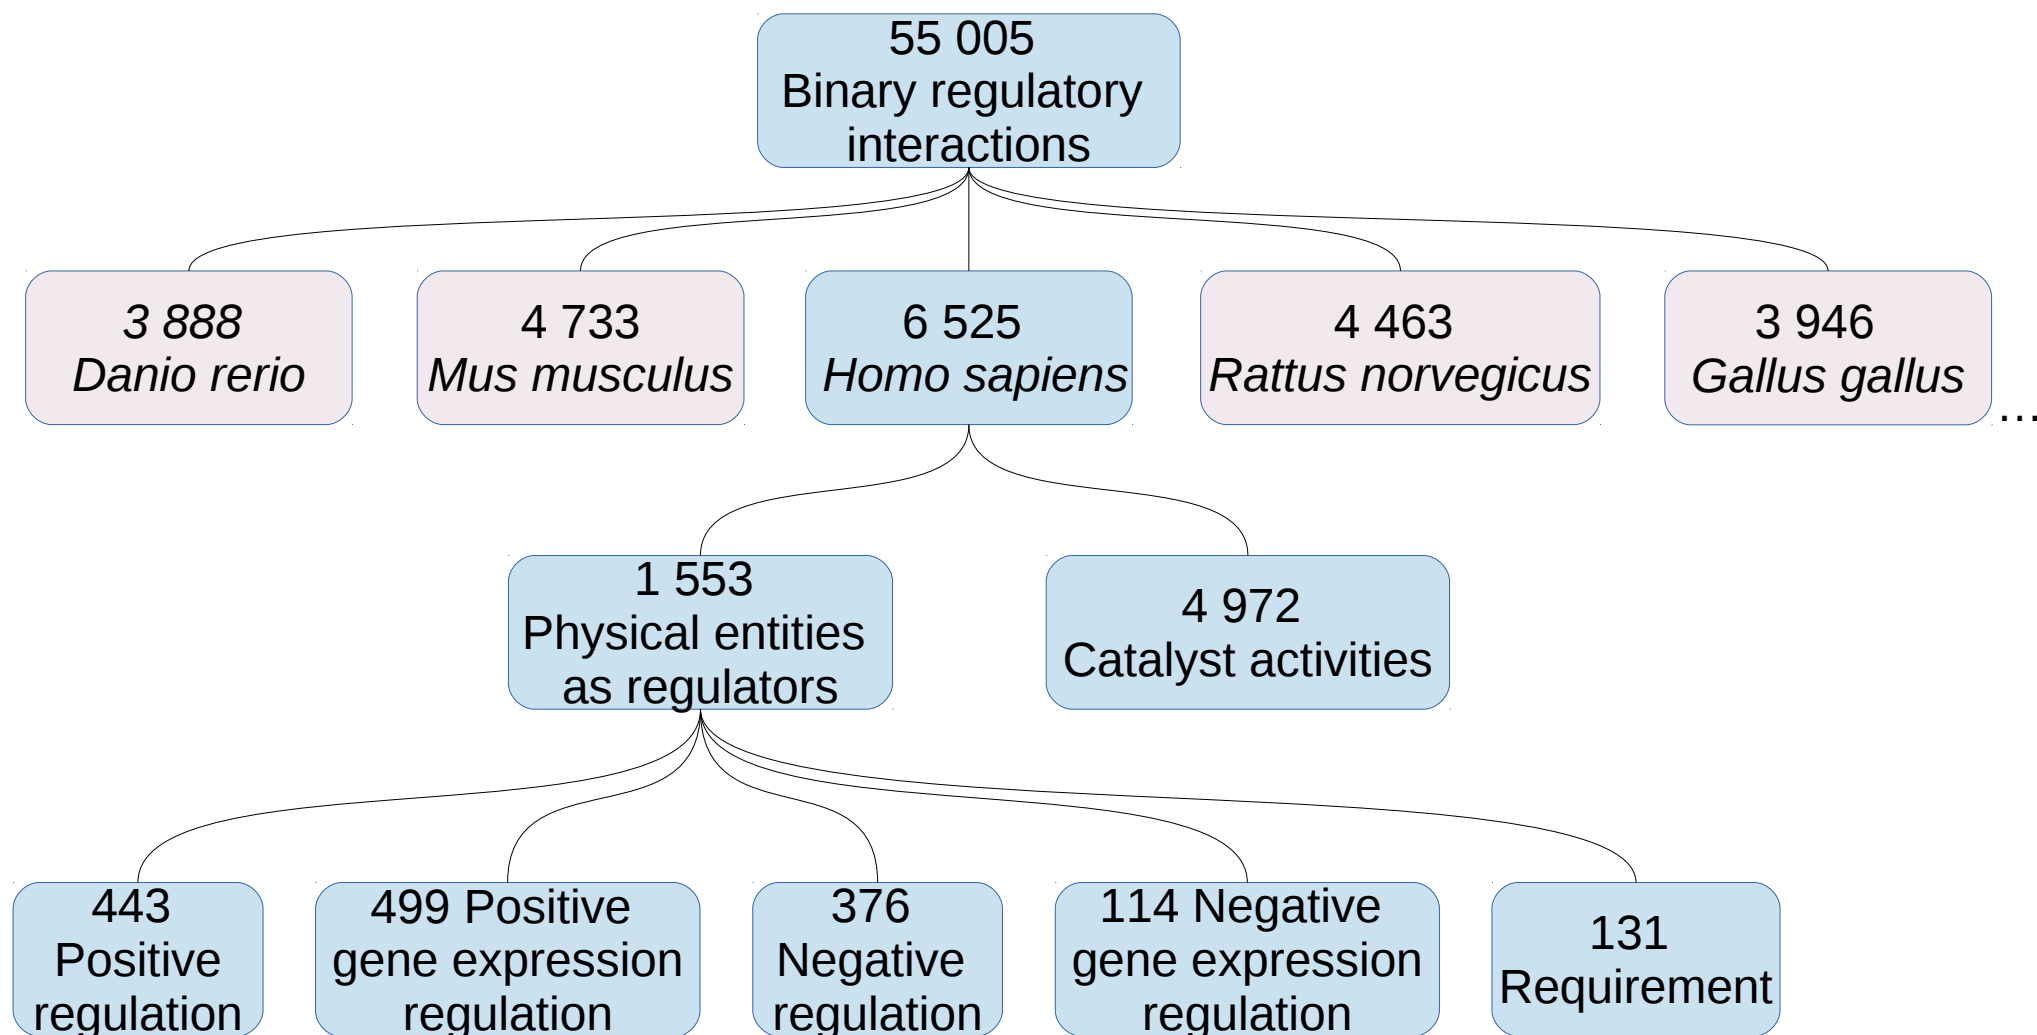 55 005
Binary regulatory
interactions
3 888
Danio rerio
4 733
Mus musculus
6 525
Homo sapiens
4 463
Rattus norvegicus
3 946
Gallus gallus
...
1 553
Physical entities
as regulators
4 972
Catalyst activities
443
Positive
regulation
499 Positive
gene expression
regulation
376
Negative
regulation
114 Negative
gene expression
regulation
131
Requirement